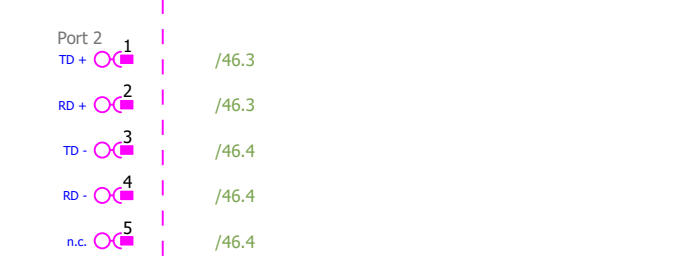 Port 2
1
TD + /46.3
2
RD + /46.3
3
TD - /46.4
4
RD - /46.4
5
n.c. /46.4